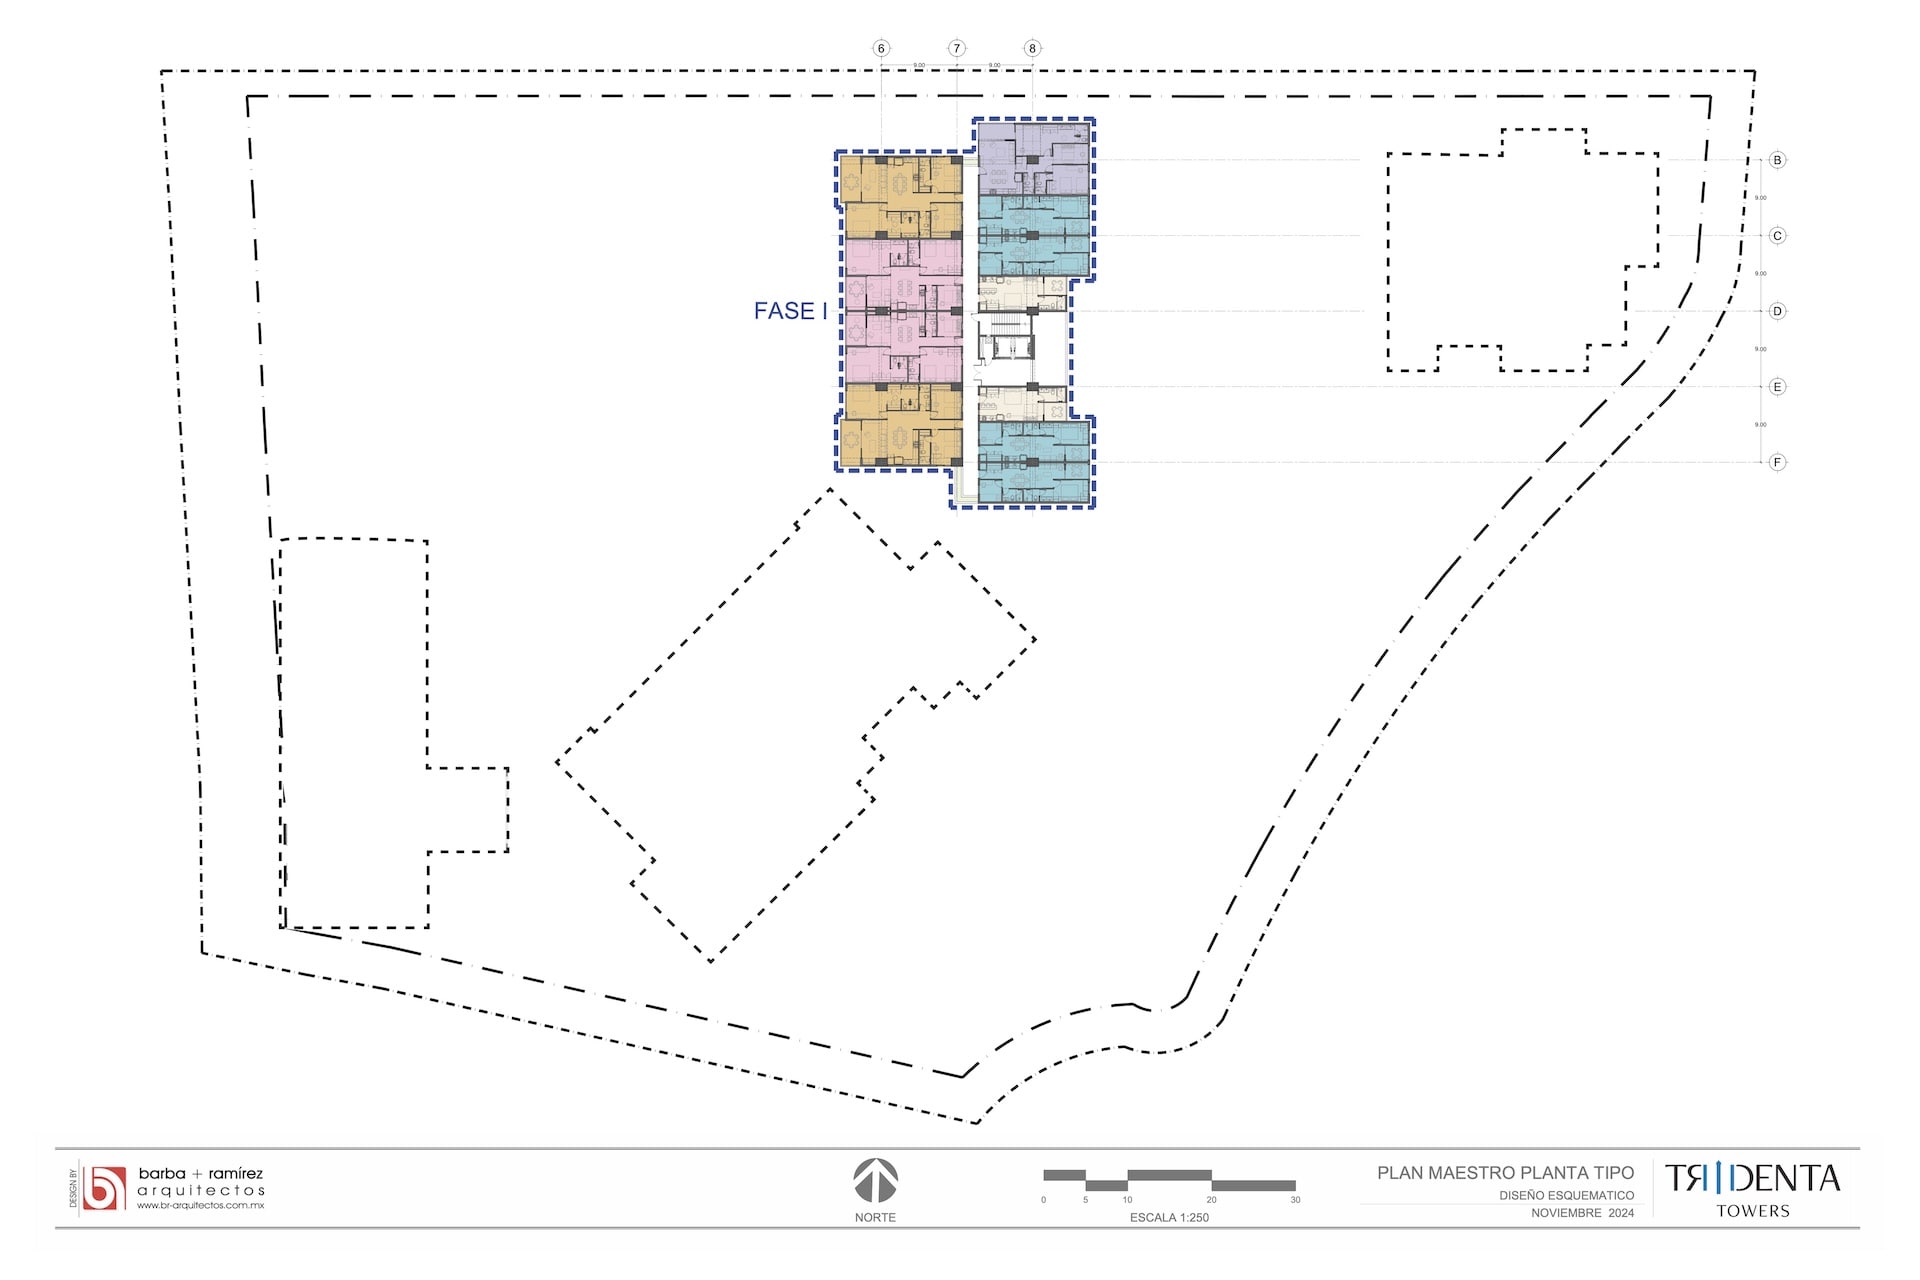 6 7 8
9.00 9.00
B
9.00
C
9.00
FASE I
D
9.00
E
9.00
F
DESIGN BY
barba + ramírez
arquitectos
www.br-arquitectos.com.mx
NORTE
0 5 10 20 30
ESCALA 1:250
PLAN MAESTRO PLANTA TIPO
DISEÑO ESQUEMATICO
NOVIEMBRE 2024
TRIDENTA
TOWERS